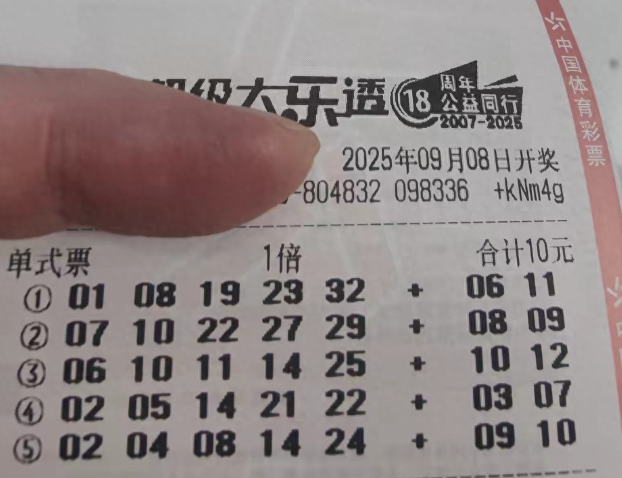 级大乐透 18 周年 公益同行 2007-2025
中国体育彩票
2025年09月08日开奖
-804832 098336 +kNm4g
单式票 1倍 合计10元
① 01 08 19 23 32 + 06 11
② 07 10 22 27 29 + 08 09
③ 06 10 11 14 25 + 10 12
④ 02 05 14 21 22 + 03 07
⑤ 02 04 08 14 24 + 09 10